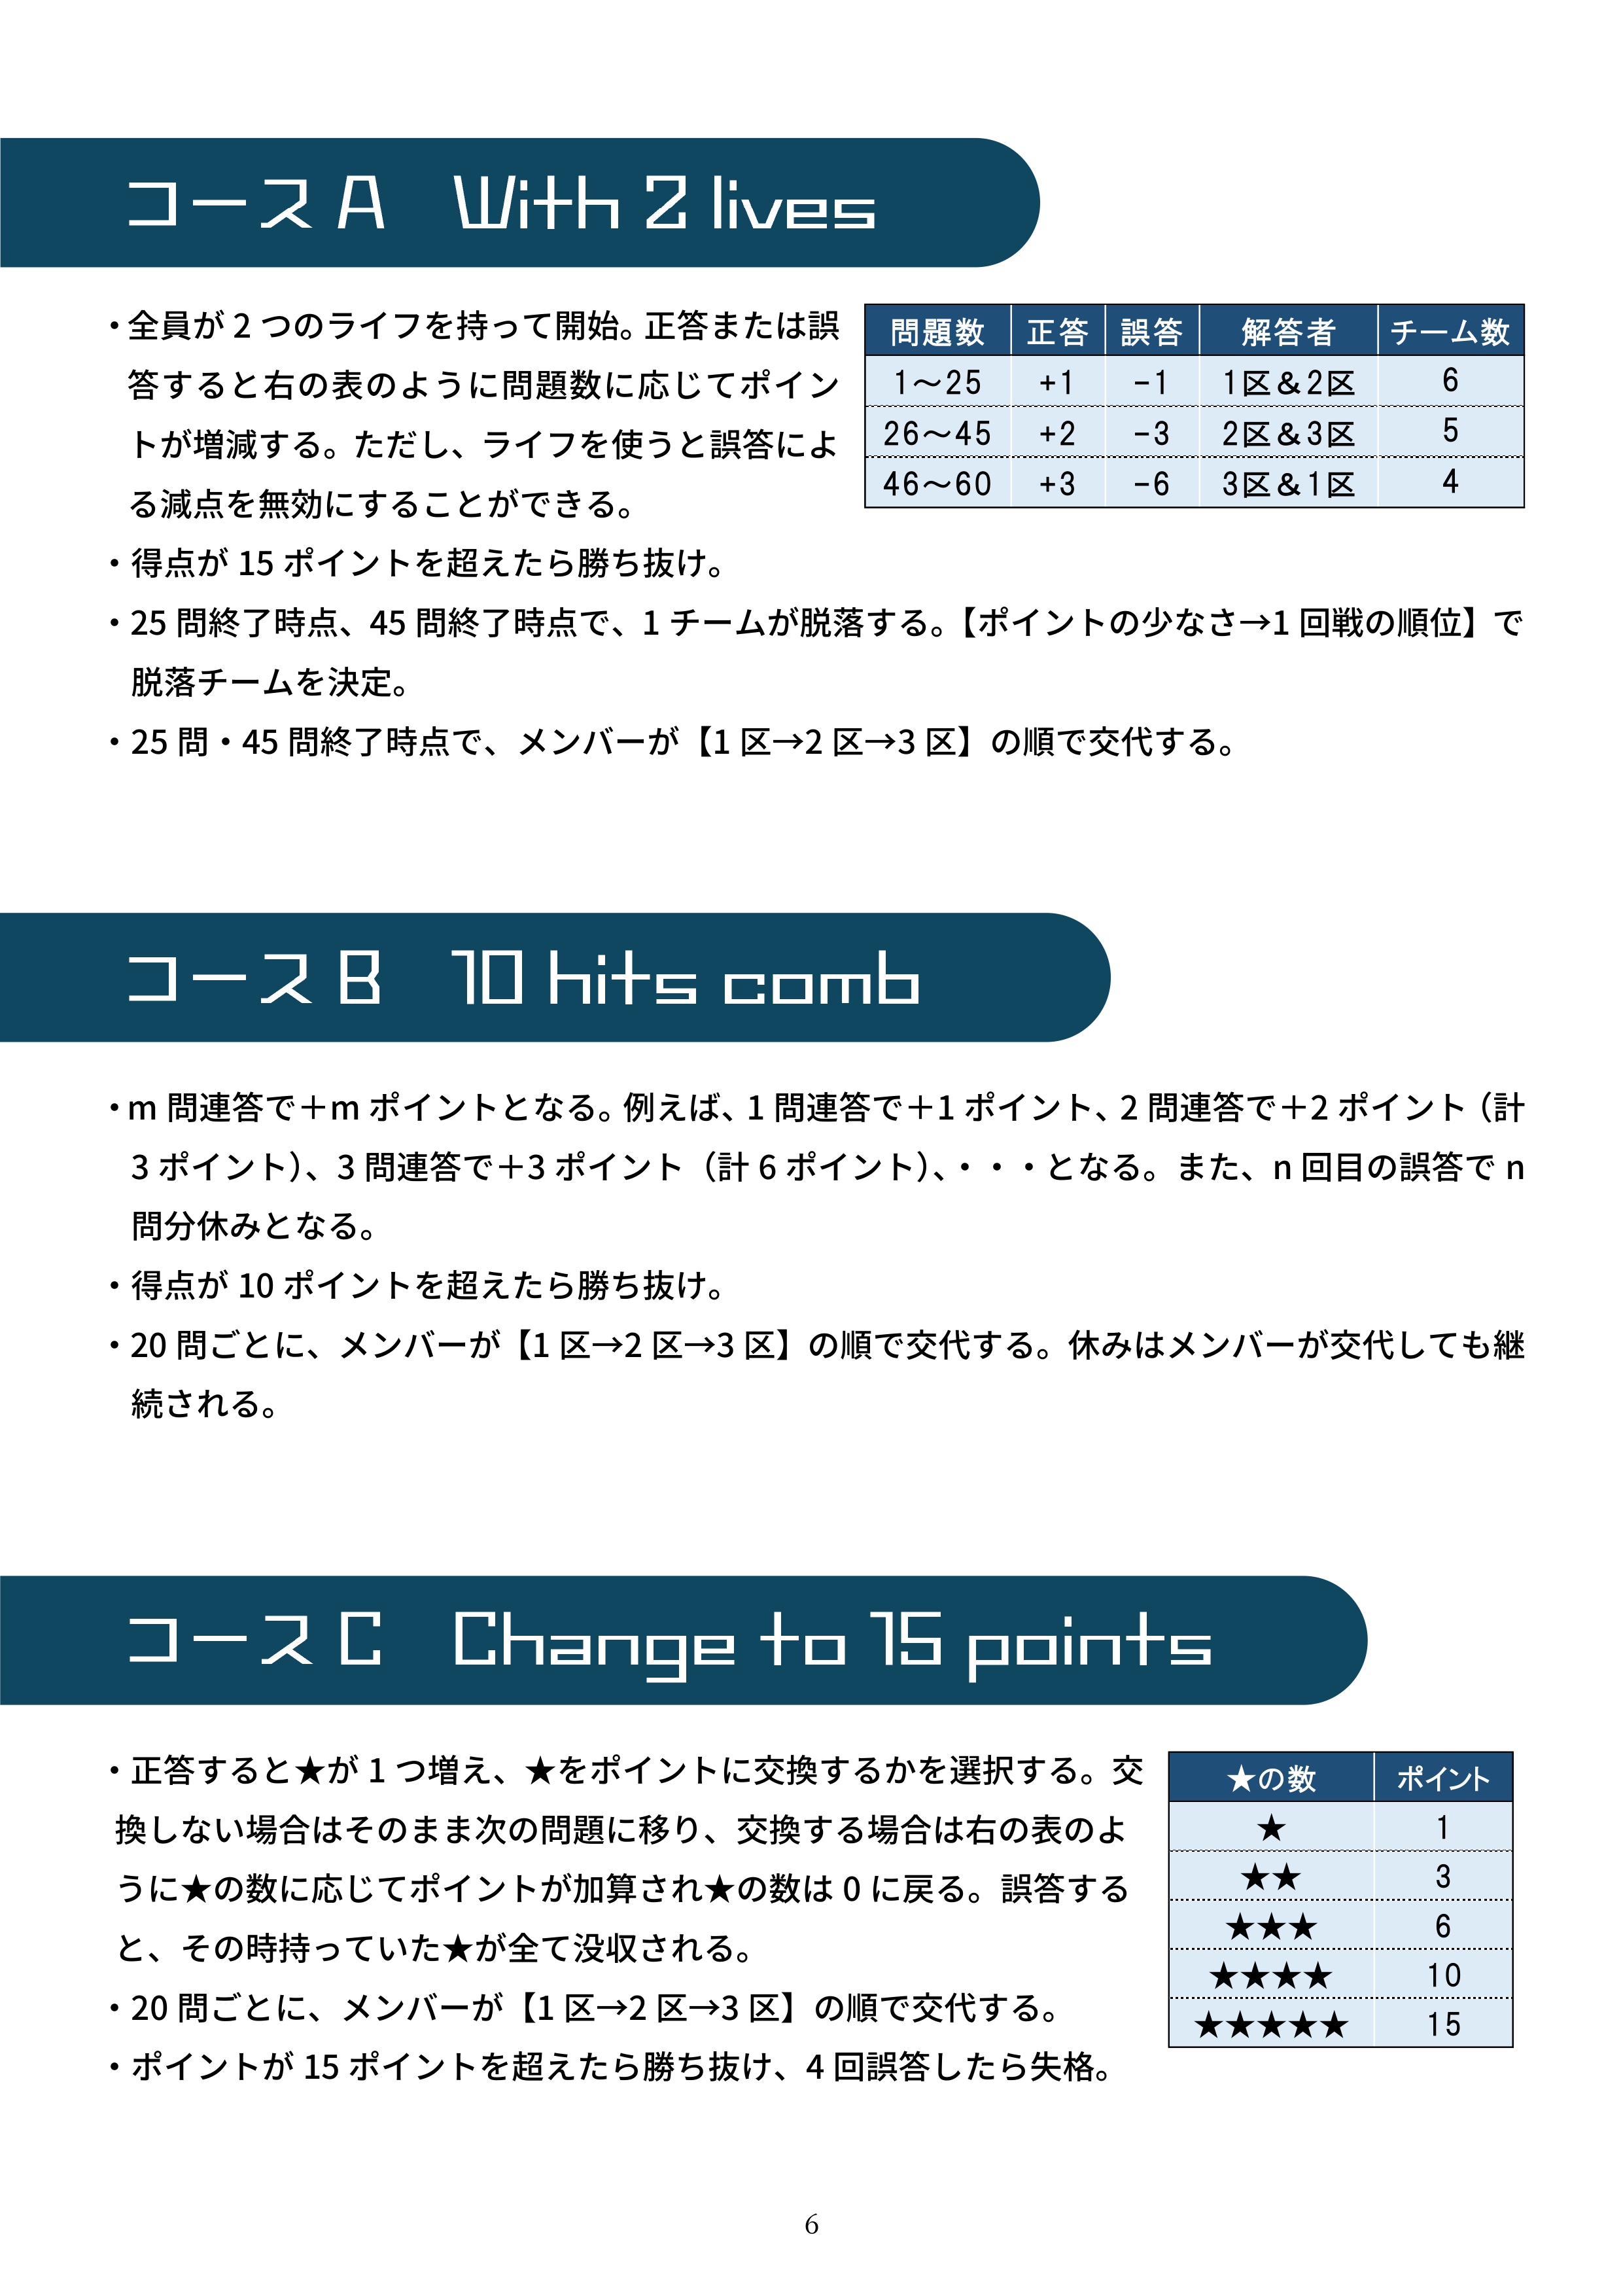 コース A　With 2 lives
・全員が 2 つのライフを持って開始。正答または誤
答すると右の表のように問題数に応じてポイン
トが増減する。ただし、ライフを使うと誤答によ
る減点を無効にすることができる。
問題数 正答 誤答 解答者 チーム数
1～25 +1 −1 1区＆2区 6
26～45 +2 −3 2区＆3区 5
46～60 +3 −6 3区＆1区 4
・得点が 15 ポイントを超えたら勝ち抜け。
・25 問終了時点、45 問終了時点で、1 チームが脱落する。【ポイントの少なさ→1 回戦の順位】で
脱落チームを決定。
・25 問・45 問終了時点で、メンバーが【1 区→2 区→3 区】の順で交代する。
コース B　10 hits comb
・m 問連答で＋m ポイントとなる。例えば、1 問連答で＋1 ポイント、2 問連答で＋2 ポイント（計
3 ポイント）、3 問連答で＋3 ポイント（計 6 ポイント）、・・・となる。また、n 回目の誤答で n
問分休みとなる。
・得点が 10 ポイントを超えたら勝ち抜け。
・20 問ごとに、メンバーが【1 区→2 区→3 区】の順で交代する。休みはメンバーが交代しても継
続される。
コース C　Change to 15 points
・正答すると★が 1 つ増え、★をポイントに交換するかを選択する。交
換しない場合はそのまま次の問題に移り、交換する場合は右の表のよ
うに★の数に応じてポイントが加算され★の数は 0 に戻る。誤答する
と、その時持っていた★が全て没収される。
・20 問ごとに、メンバーが【1 区→2 区→3 区】の順で交代する。
・ポイントが 15 ポイントを超えたら勝ち抜け、4 回誤答したら失格。
★の数 ポイント
★ 1
★★ 3
★★★ 6
★★★★ 10
★★★★★ 15
6